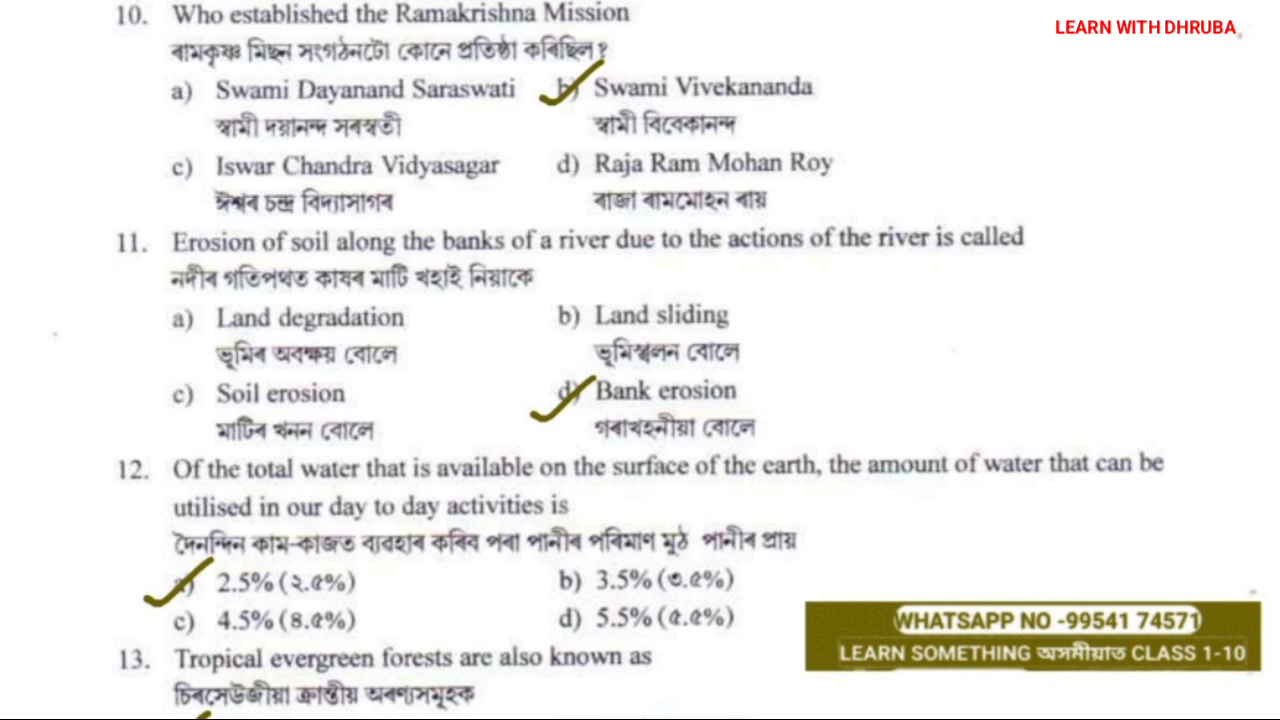 LEARN WITH DHRUBA
10. Who established the Ramakrishna Mission
ৰামকৃষ্ণ মিছন সংগঠনটো কোনে প্ৰতিষ্ঠা কৰিছিল?
a) Swami Dayanand Saraswati b) Swami Vivekananda
স্বামী দয়ানন্দ সৰস্বতী স্বামী বিবেকানন্দ
c) Iswar Chandra Vidyasagar d) Raja Ram Mohan Roy
ঈশ্বৰ চন্দ্ৰ বিদ্যাসাগৰ ৰাজা ৰামমোহন ৰায়
11. Erosion of soil along the banks of a river due to the actions of the river is called
নদীৰ গতিপথত কাষৰ মাটি খহাই নিয়াকে
a) Land degradation b) Land sliding
ভূমিৰ অৱক্ষয় বোলে ভূমিস্খলন বোলে
c) Soil erosion d) Bank erosion
মাটিৰ খনন বোলে গৰাখহনীয়া বোলে
12. Of the total water that is available on the surface of the earth, the amount of water that can be
utilised in our day to day activities is
দৈনন্দিন কাম-কাজত ব্যৱহাৰ কৰিব পৰা পানীৰ পৰিমাণ মুঠ পানীৰ প্ৰায়
a) 2.5% (২.৫%) b) 3.5% (৩.৫%)
c) 4.5% (৪.৫%) d) 5.5% (৫.৫%)
WHATSAPP NO -99541 74571
LEARN SOMETHING অসমীয়াত CLASS 1-10
13. Tropical evergreen forests are also known as
চিৰসেউজীয়া ক্ৰান্তীয় অৰণ্যসমূহক